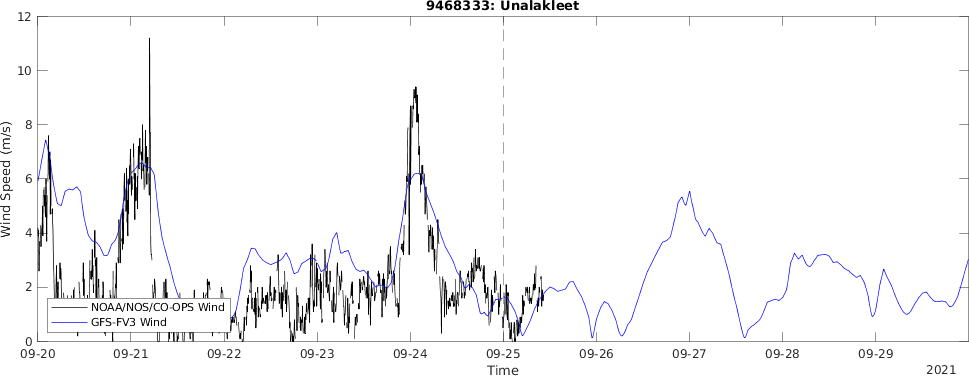 9468333: Unalakleet
12
10
8
6
4
2
0
Wind Speed (m/s)
NOAA/NOS/CO-OPS Wind
GFS-FV3 Wind
09-20 09-21 09-22 09-23 09-24 09-25 09-26 09-27 09-28 09-29
Time
2021